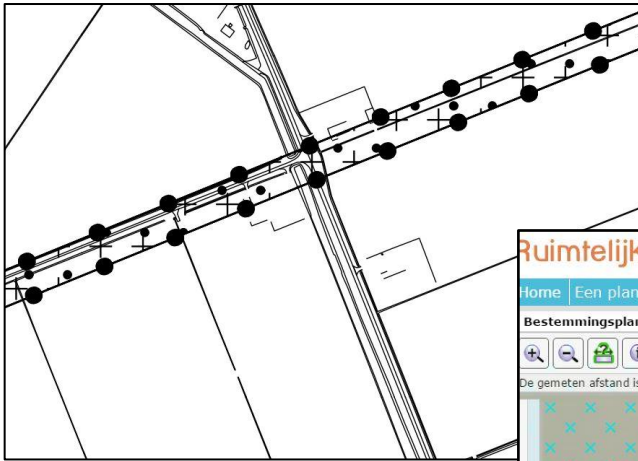 Ruimtelijk
Home Een plan
Bestemmingsplan
De gemeten afstand is